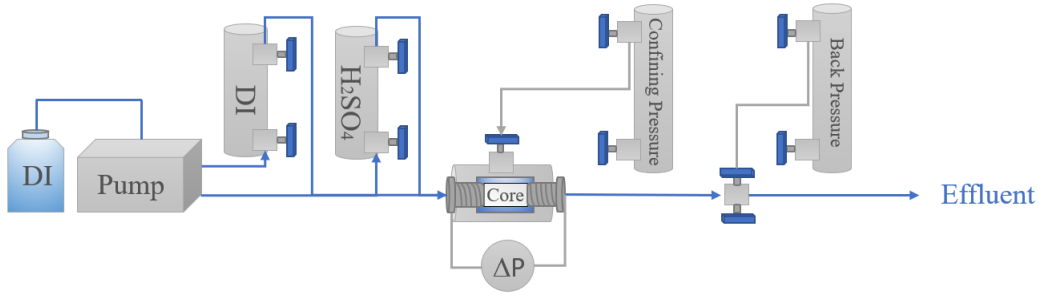 DI
Pump
DI
H₂SO₄
Core
ΔP
Confining Pressure
Back Pressure
Effluent